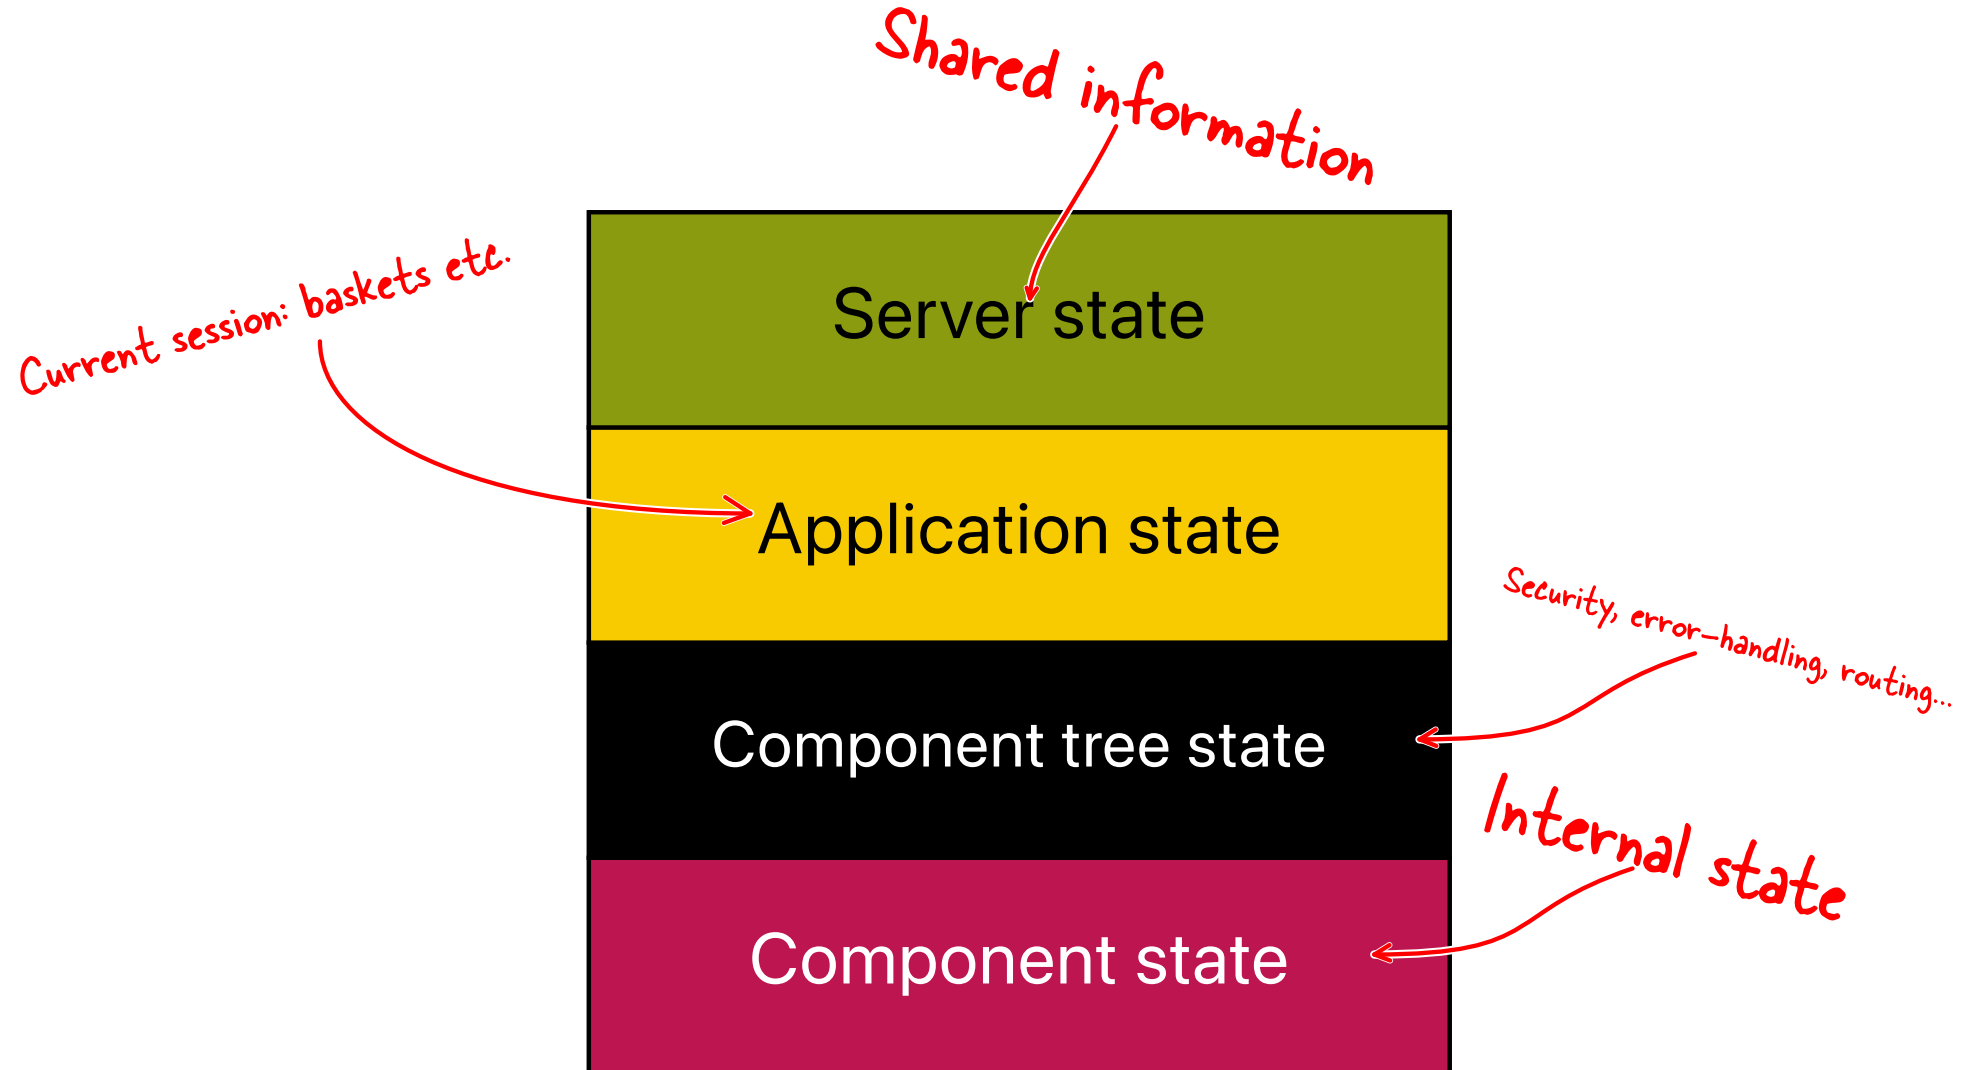 Shared information
Server state
Current session: baskets etc.
Application state
Security, error-handling, routing...
Component tree state
Internal state
Component state